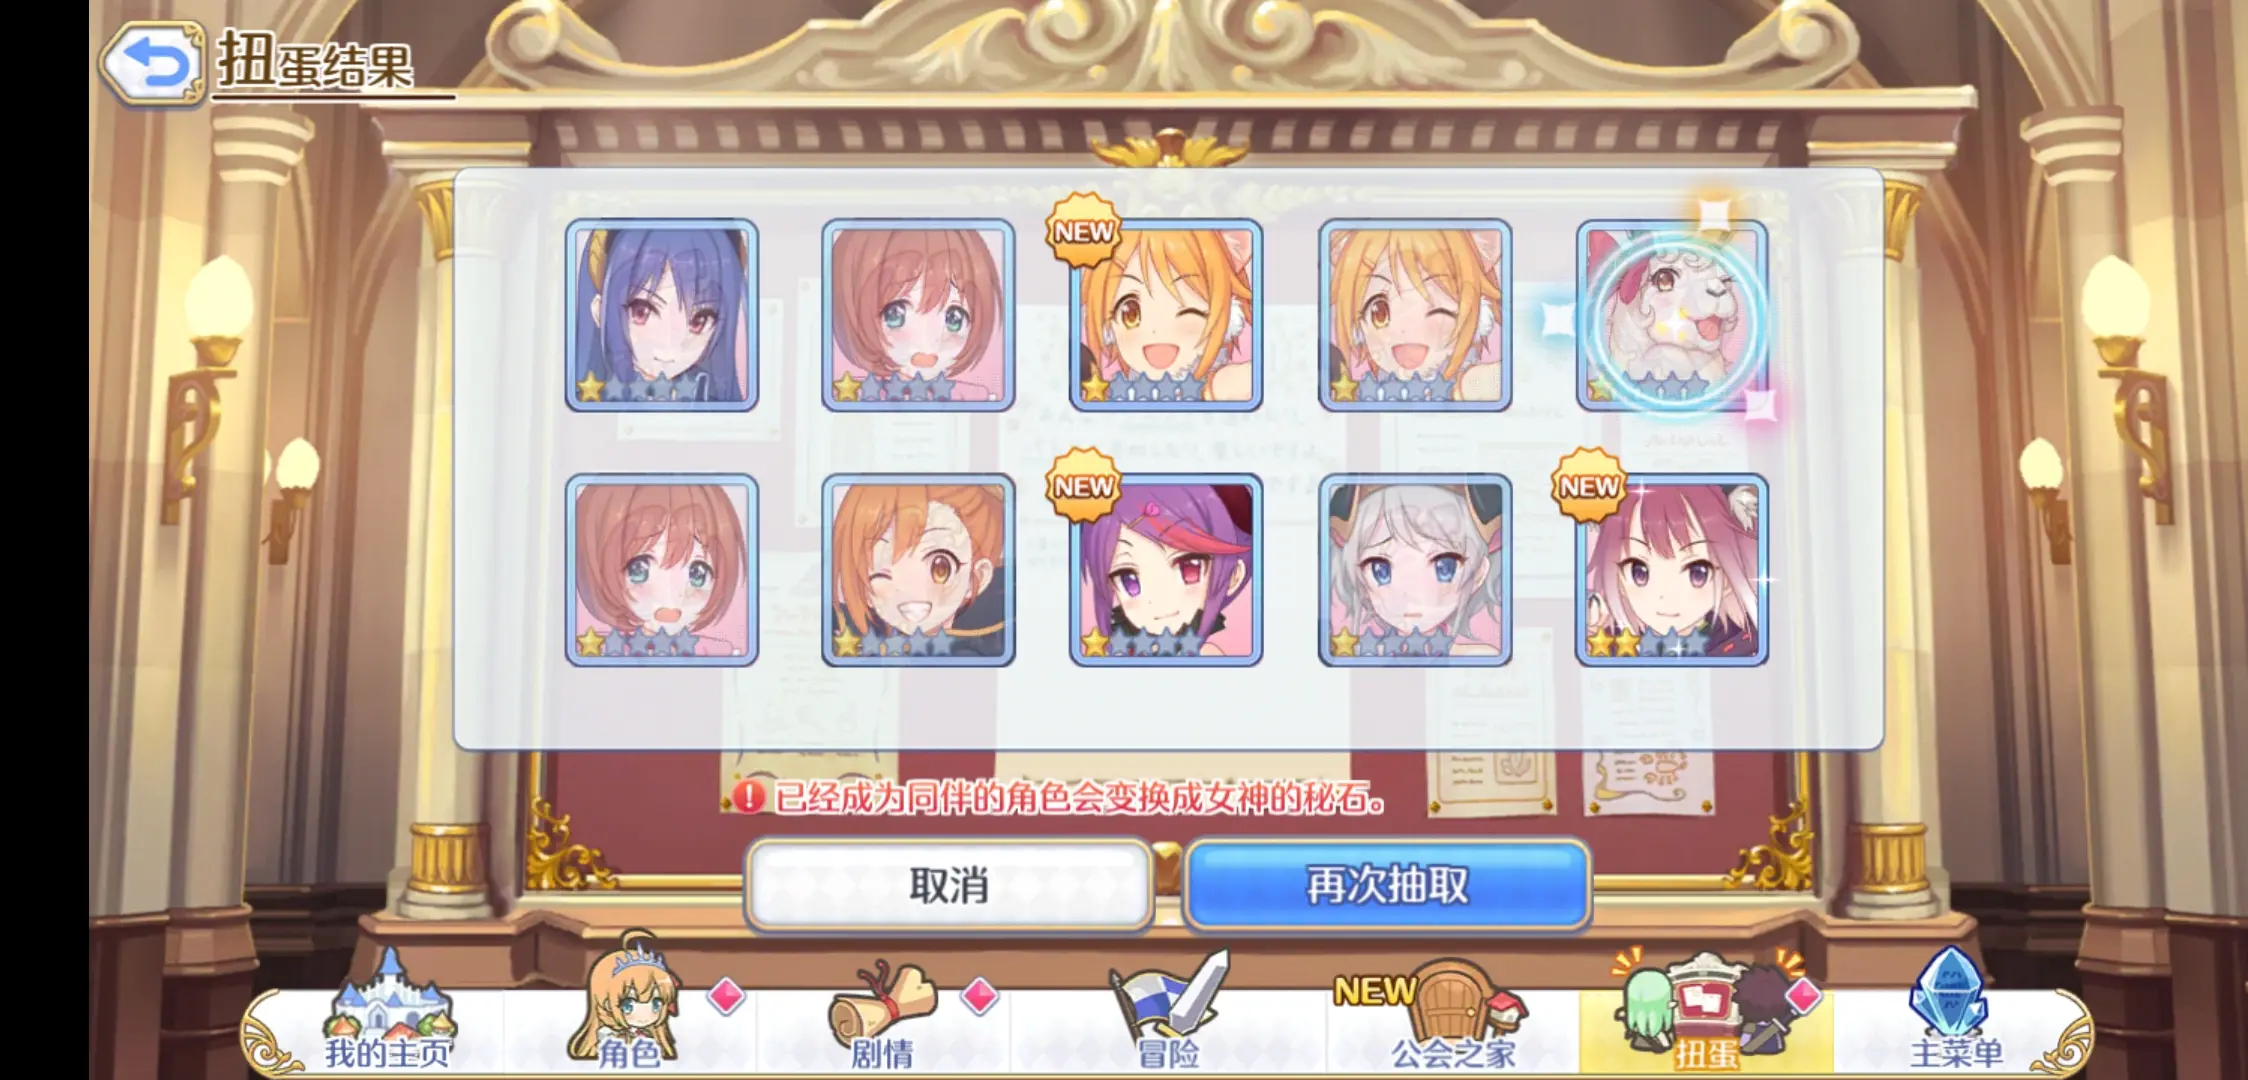 扭蛋结果
NEW
NEW
NEW
已经成为同伴的角色会变换成女神的秘石。
取消
再次抽取
我的主页
角色
剧情
冒险
NEW
公会之家
扭蛋
主菜单